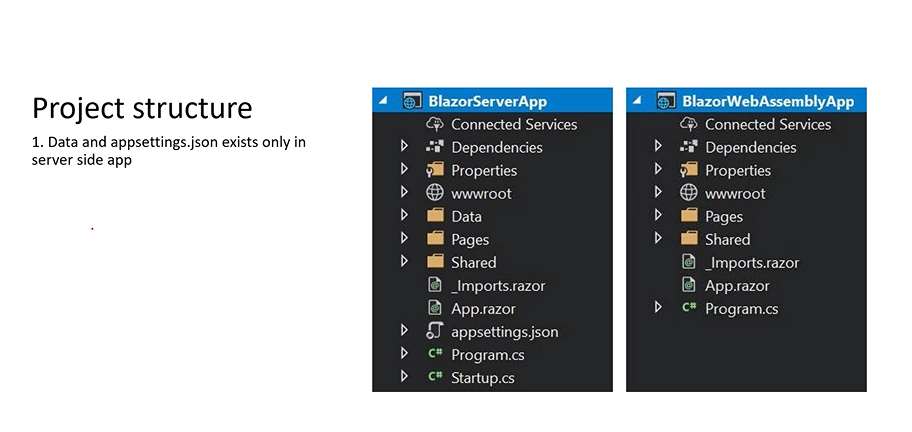 Project structure
1. Data and appsettings.json exists only in
server side app
BlazorServerApp
Connected Services
Dependencies
Properties
wwwroot
Data
Pages
Shared
_Imports.razor
App.razor
appsettings.json
C# Program.cs
C# Startup.cs
BlazorWebAssemblyApp
Connected Services
Dependencies
Properties
wwwroot
Pages
Shared
_Imports.razor
App.razor
C# Program.cs